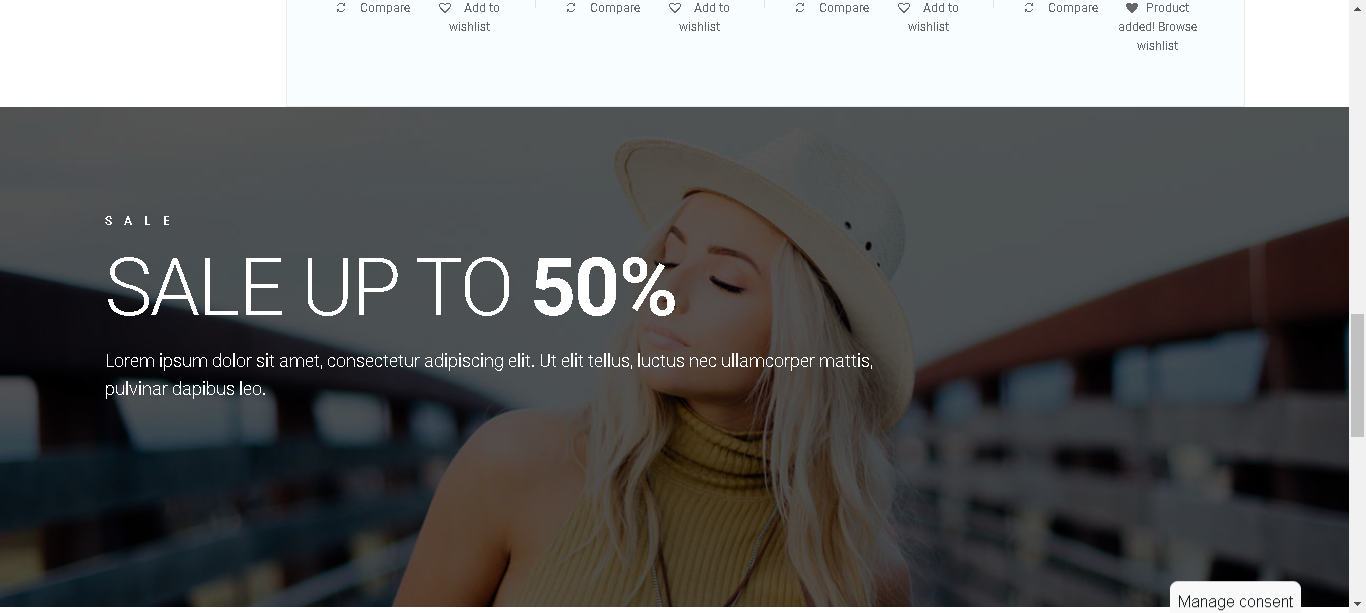 Compare Add to wishlist Compare Add to wishlist Compare Add to wishlist Compare Product added! Browse wishlist
SALE
SALE UP TO 50%
Lorem ipsum dolor sit amet, consectetur adipiscing elit. Ut elit tellus, luctus nec ullamcorper mattis,
pulvinar dapibus leo.
Manage consent